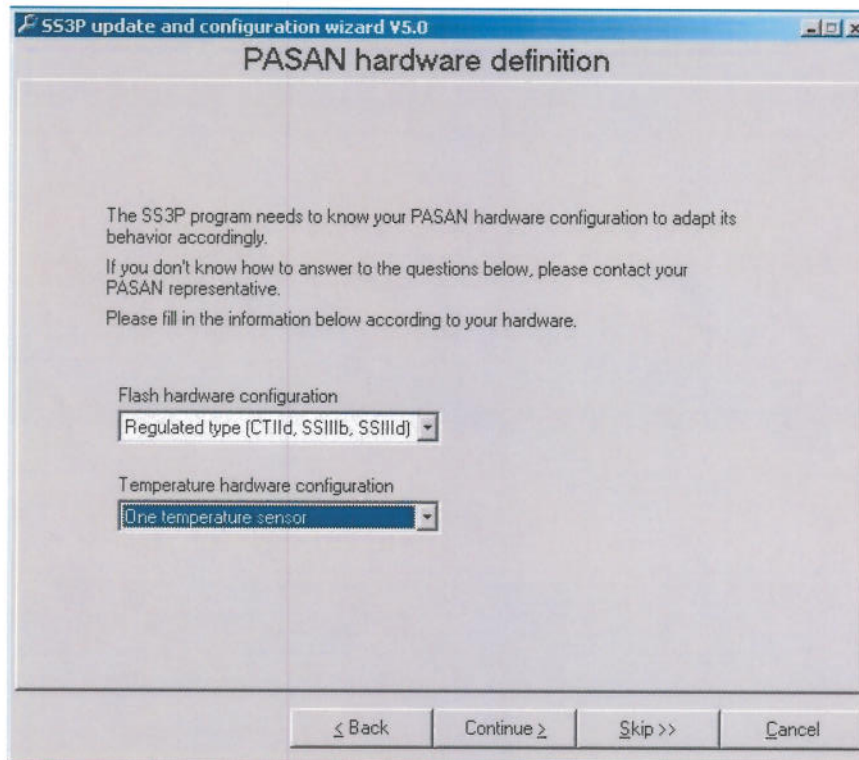 SS3P update and configuration wizard V5.0
PASAN hardware definition
The SS3P program needs to know your PASAN hardware configuration to adapt its
behavior accordingly.
If you don't know how to answer to the questions below, please contact your
PASAN representative.
Please fill in the information below according to your hardware.
Flash hardware configuration
Regulated type (CTIId, SSIIIb, SSIIId)
Temperature hardware configuration
One temperature sensor
< Back
Continue >
Skip >>
Cancel